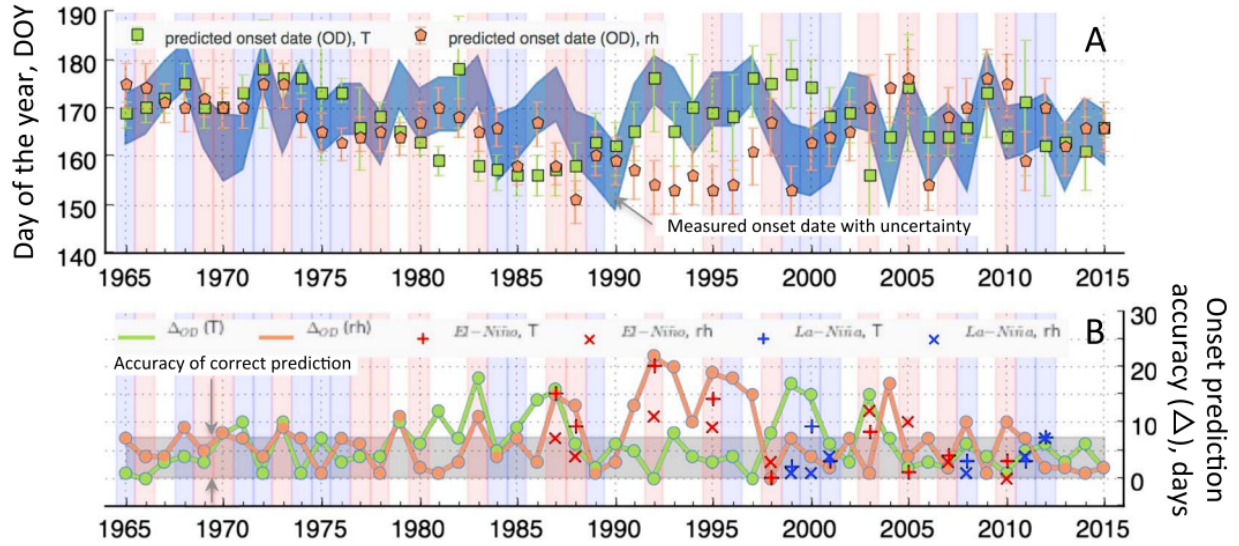 190
180
170
160
150
140
Day of the year, DOY
predicted onset date (OD), T
predicted onset date (OD), rh
A
Measured onset date with uncertainty
1965 1970 1975 1980 1985 1990 1995 2000 2005 2010 2015
Δ_OD (T)
Δ_OD (rh)
El−Niño, T
El−Niño, rh
La−Niña, T
La−Niña, rh
B
Accuracy of correct prediction
30
20
10
0
Onset prediction
accuracy (Δ), days
1965 1970 1975 1980 1985 1990 1995 2000 2005 2010 2015